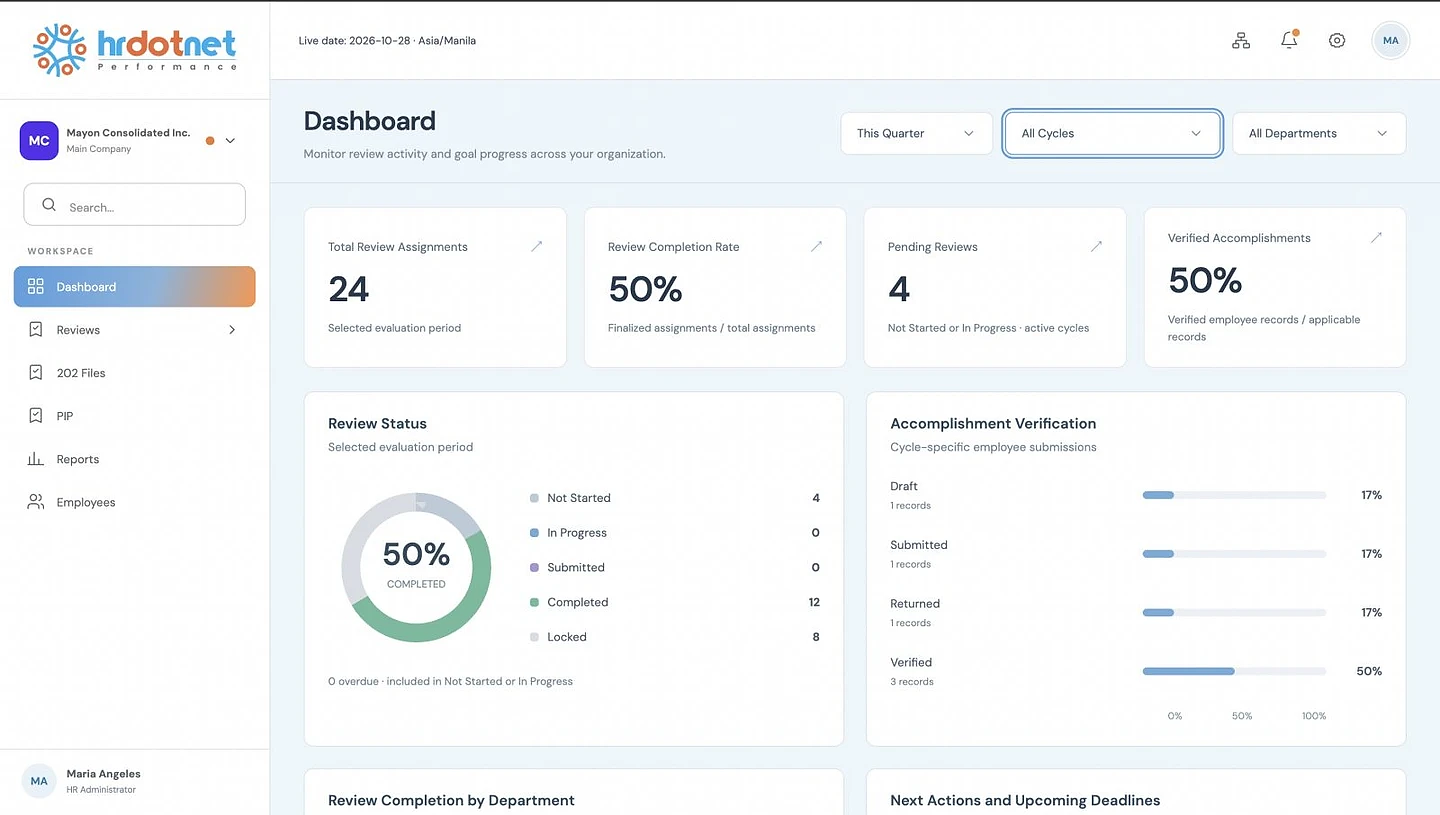 hrdotnet
Performance
Live date: 2026-10-28 · Asia/Manila
MA
MC
Mayon Consolidated Inc.
Main Company
Search...
WORKSPACE
Dashboard
Reviews
202 Files
PIP
Reports
Employees
MA
Maria Angeles
HR Administrator
Dashboard
Monitor review activity and goal progress across your organization.
This Quarter
All Cycles
All Departments
Total Review Assignments
24
Selected evaluation period
Review Completion Rate
50%
Finalized assignments / total assignments
Pending Reviews
4
Not Started or In Progress · active cycles
Verified Accomplishments
50%
Verified employee records / applicable
records
Review Status
Selected evaluation period
50%
COMPLETED
Not Started 4
In Progress 0
Submitted 0
Completed 12
Locked 8
0 overdue · included in Not Started or In Progress
Accomplishment Verification
Cycle-specific employee submissions
Draft
1 records
17%
Submitted
1 records
17%
Returned
1 records
17%
Verified
3 records
50%
0% 50% 100%
Review Completion by Department
Next Actions and Upcoming Deadlines